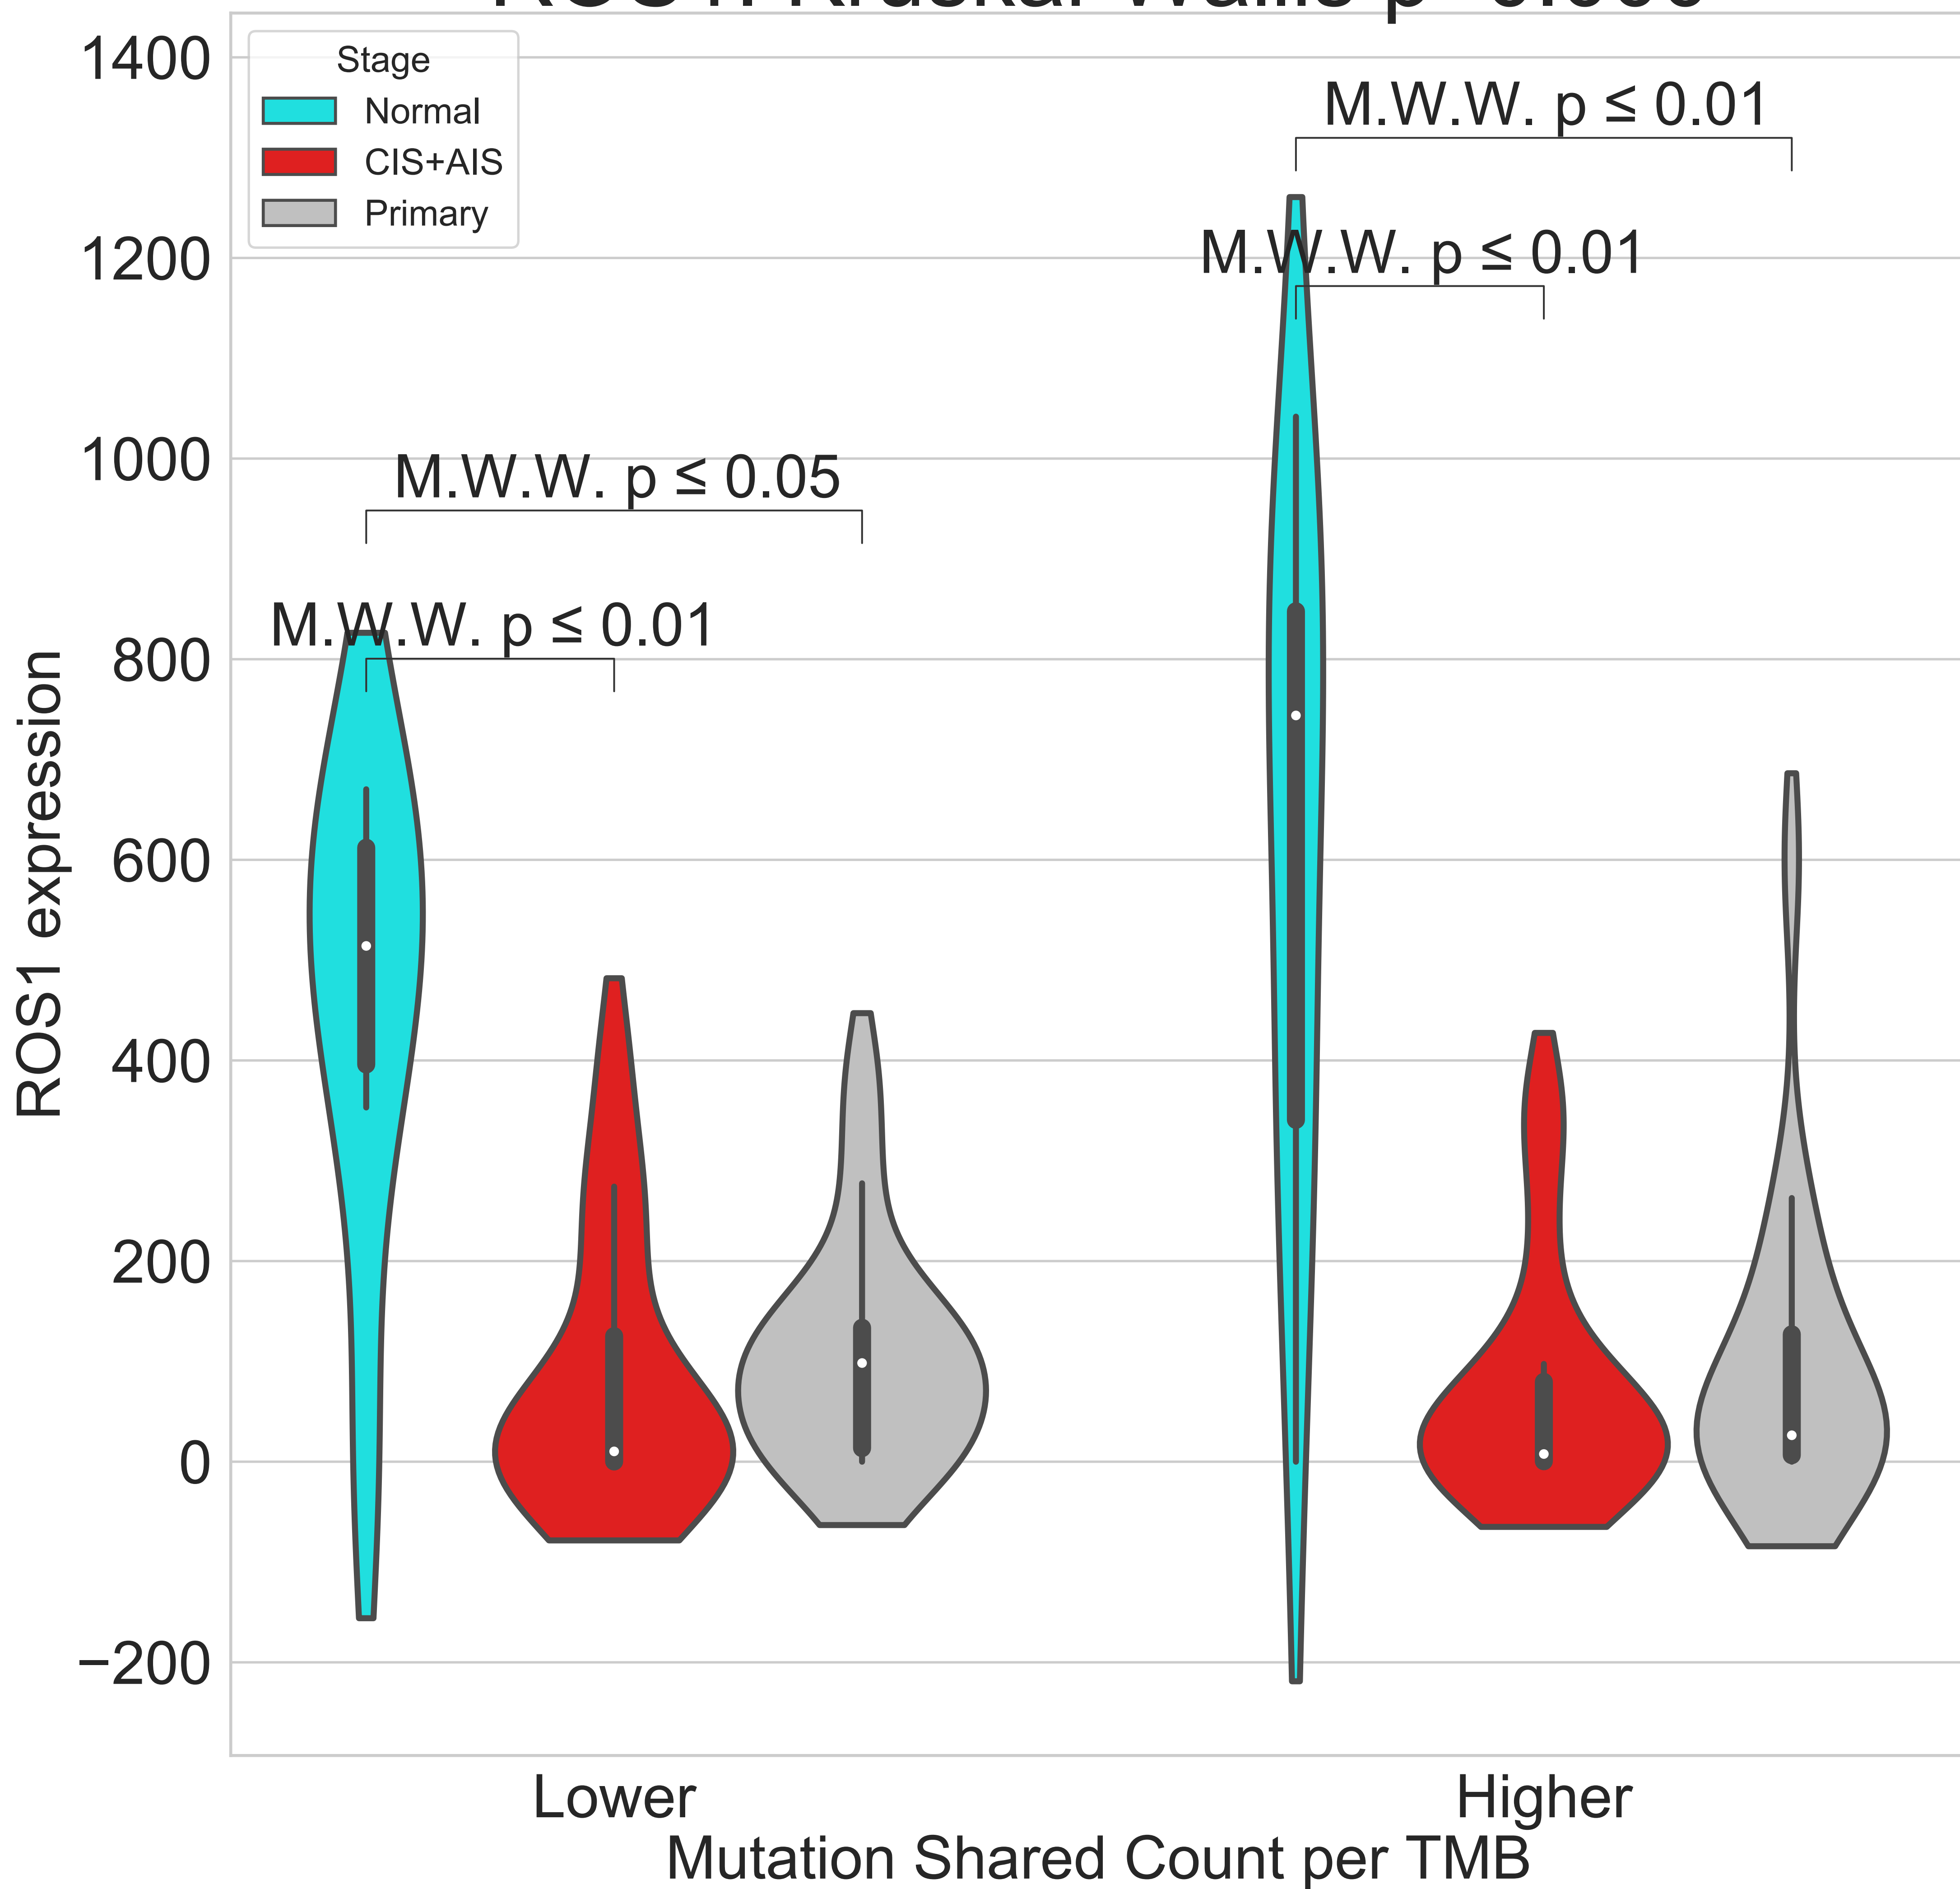 1400
1200
1000
800
600
400
200
0
−200
ROS1 expression
Stage
Normal
CIS+AIS
Primary
M.W.W. p ≤ 0.01
M.W.W. p ≤ 0.01
M.W.W. p ≤ 0.05
M.W.W. p ≤ 0.01
Lower
Higher
Mutation Shared Count per TMB